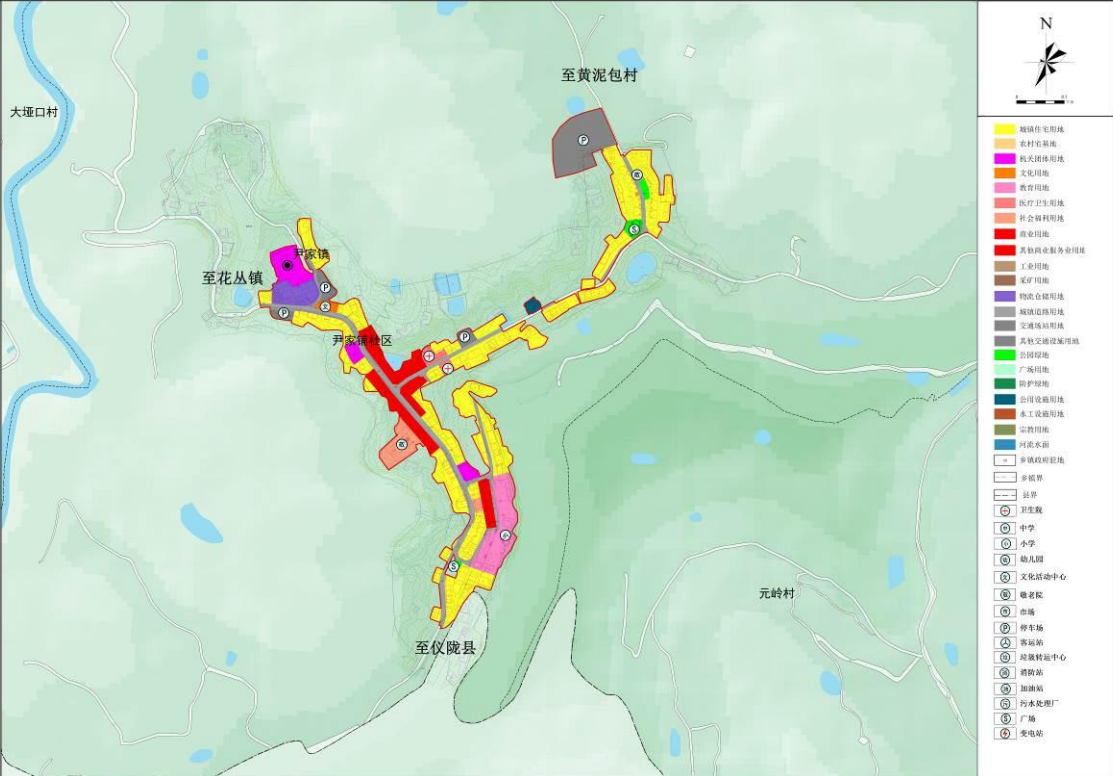 N
至黄泥包村
大垭口村
尹家镇
至花丛镇
尹家镇社区
至仪陇县
元岭村
P
P
P
P
S
S
文
小
城镇住宅用地
农村宅基地
机关团体用地
文化用地
教育用地
医疗卫生用地
社会福利用地
商业用地
其他商业服务业用地
工业用地
采矿用地
物流仓储用地
城镇道路用地
交通场站用地
其他交通设施用地
公园绿地
广场用地
防护绿地
公用设施用地
水工设施用地
宗教用地
河流水面
乡镇政府驻地
乡镇界
县界
卫生院
中学
小学
幼儿园
文化活动中心
敬老院
市场
停车场
客运站
垃圾转运中心
消防站
加油站
污水处理厂
广场
变电站